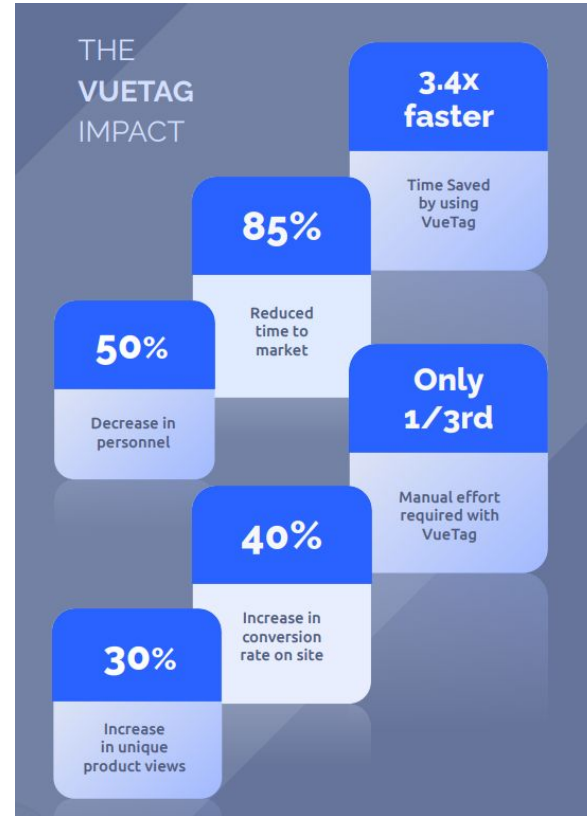 THE
VUETAG
IMPACT
3.4x
faster
Time Saved
by using
VueTag
85%
Reduced
time to
market
50%
Decrease in
personnel
Only
1/3rd
Manual effort
required with
VueTag
40%
Increase in
conversion
rate on site
30%
Increase
in unique
product views